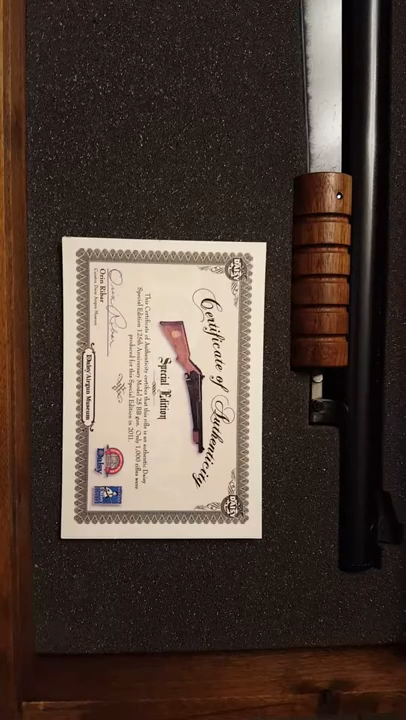 DAISY
DAISY
Certificate of Authenticity
Special Edition
This Certificate of Authenticity certifies that this rifle is an authentic Daisy
Special Edition 125th Anniversary Model 25 BB gun. Only 1,000 rifles were
produced for this Special Edition in 2011.
Orin Ribar
Daisy Airgun Museum
Daisy